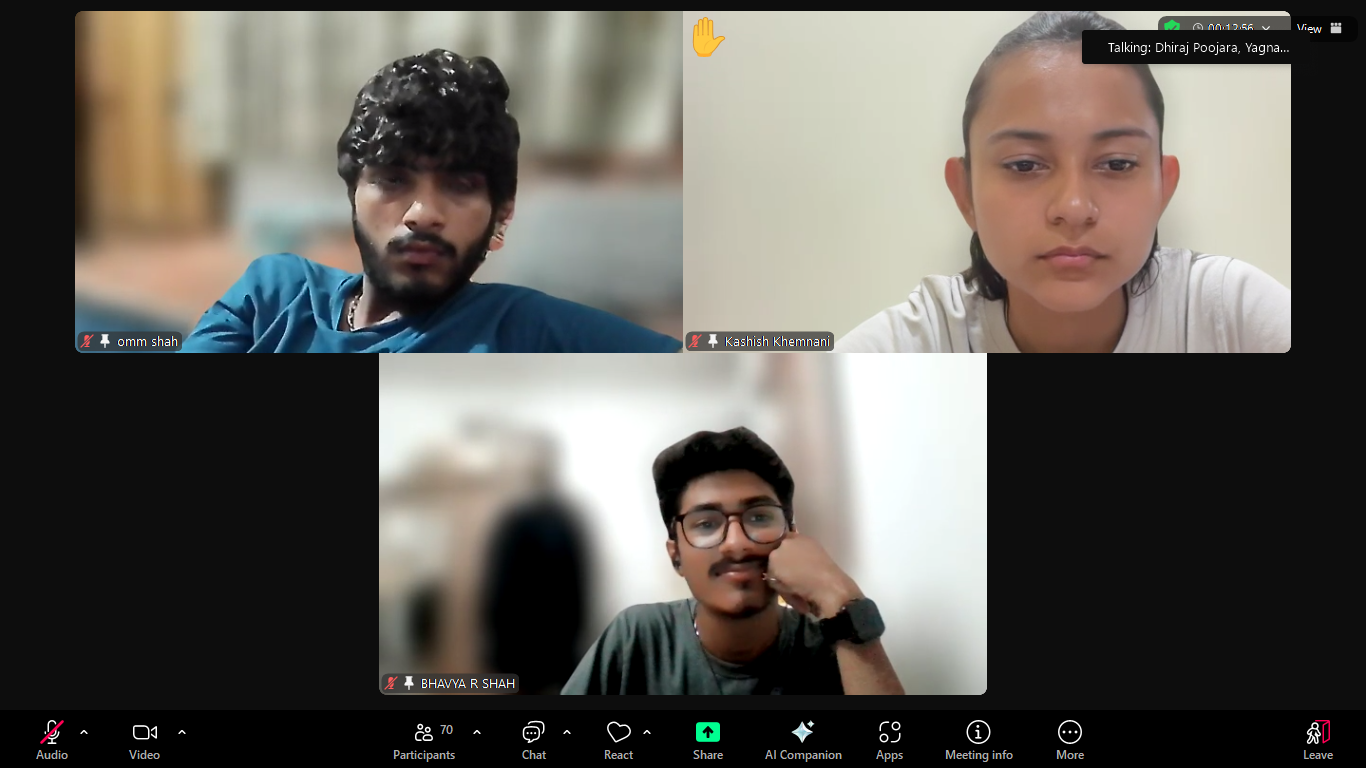 00:12:56
View
Talking: Dhiraj Poojara, Yagna...
omm shah
Kashish Khemnani
BHAVYA R SHAH
Audio
Video
70
Participants
Chat
React
Share
AI Companion
Apps
Meeting info
More
Leave